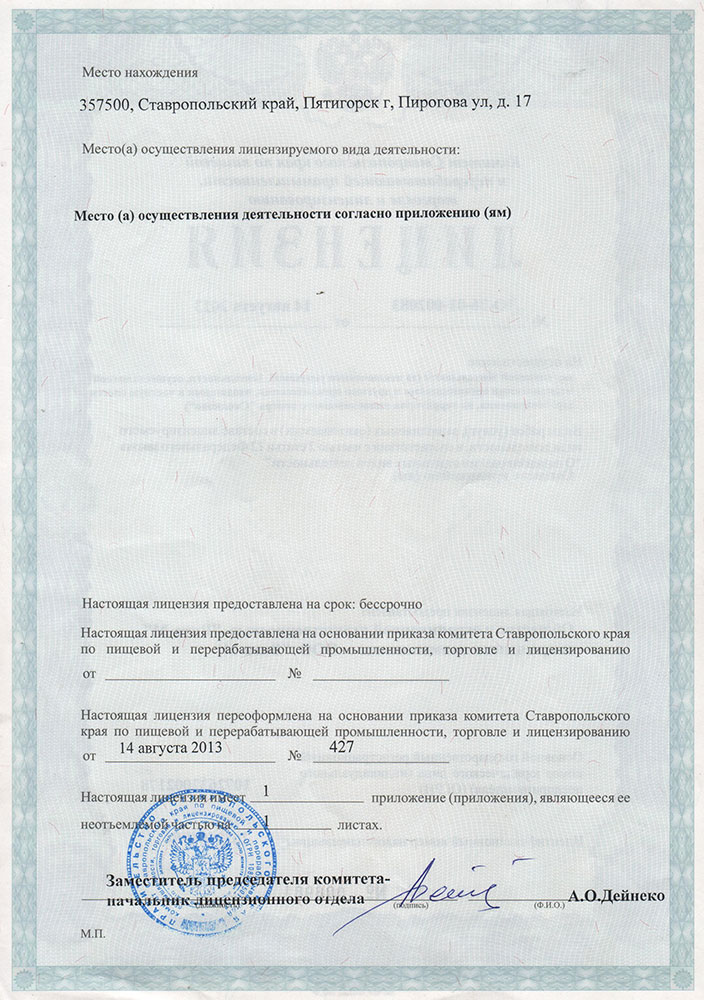 Место нахождения
357500, Ставропольский край, Пятигорск г, Пирогова ул, д. 17
Место(а) осуществления лицензируемого вида деятельности:
Место (а) осуществления деятельности согласно приложению (ям)
Настоящая лицензия предоставлена на срок: бессрочно
Настоящая лицензия предоставлена на основании приказа комитета Ставропольского края
по пищевой и перерабатывающей промышленности, торговле и лицензированию
от № 
Настоящая лицензия переоформлена на основании приказа комитета Ставропольского
края по пищевой и перерабатывающей промышленности, торговле и лицензированию
от 14 августа 2013 № 427
Настоящая лицензия имеет 1 приложение (приложения), являющееся ее
неотъемлемой частью на 1 листах.
Заместитель председателя комитета-
начальник лицензионного отдела А.О.Дейнеко
(должность) (подпись) (Ф.И.О.)
М.П.